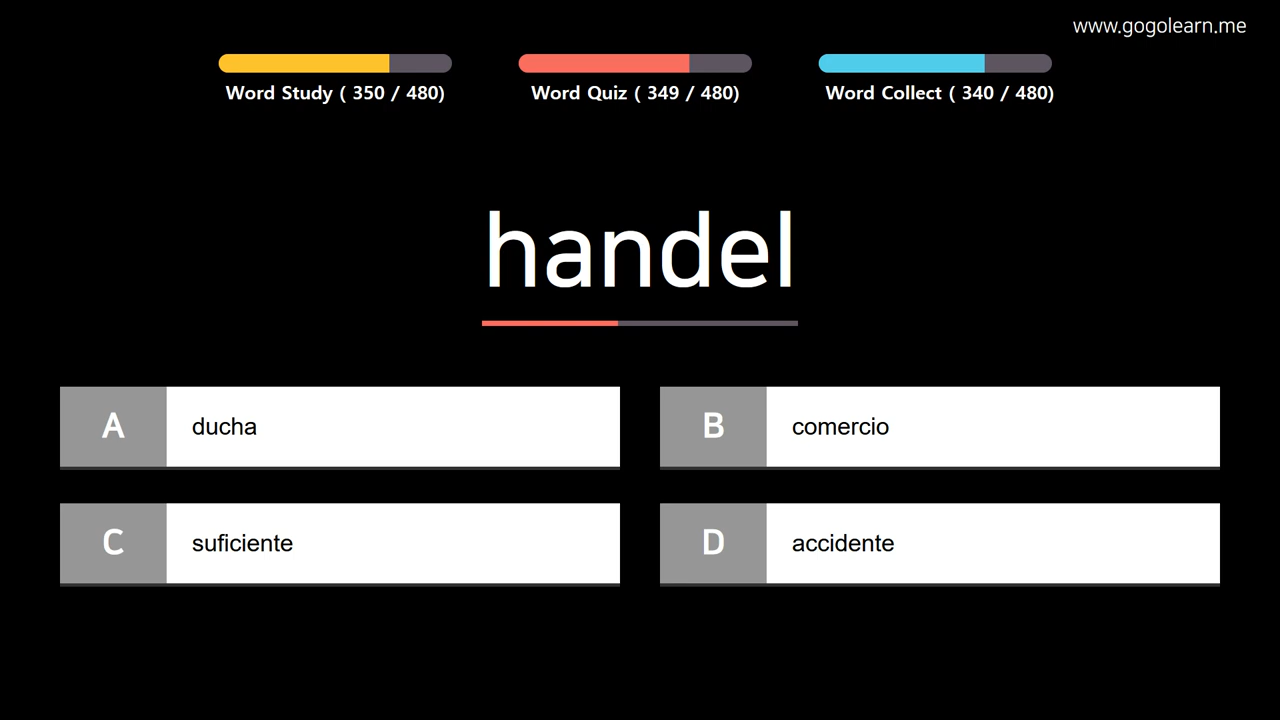 www.gogolearn.me
Word Study ( 350 / 480)
Word Quiz ( 349 / 480)
Word Collect ( 340 / 480)
handel
A ducha
B comercio
C suficiente
D accidente